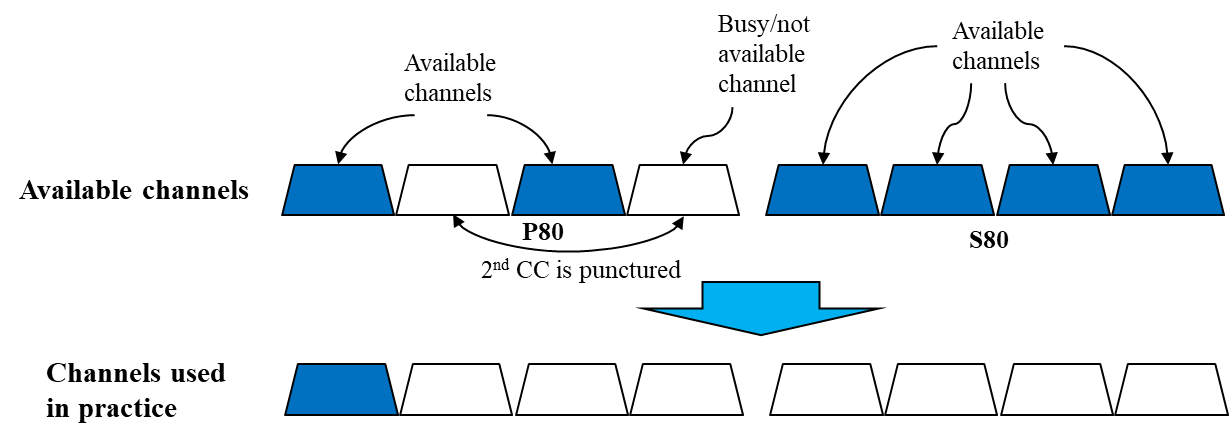 Busy/not
available
channel
Available
channels
Available
channels
Available channels
P80
S80
2nd CC is punctured
Channels used
in practice